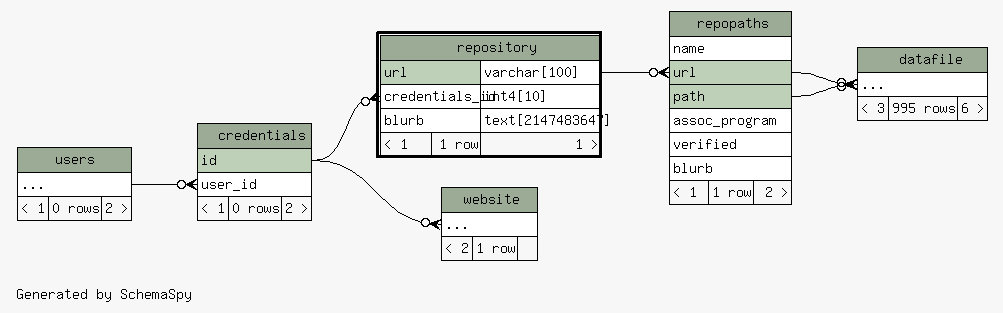 users
...
< 1 0 rows 2 >
credentials
id
user_id
< 1 0 rows 2 >
repository
url varchar[100]
credentials_id int4[10]
blurb text[2147483647]
< 1 1 row 1 >
website
...
< 2 1 row
repopaths
name
url
path
assoc_program
verified
blurb
< 1 1 row 2 >
datafile
...
< 3 995 rows 6 >
Generated by SchemaSpy